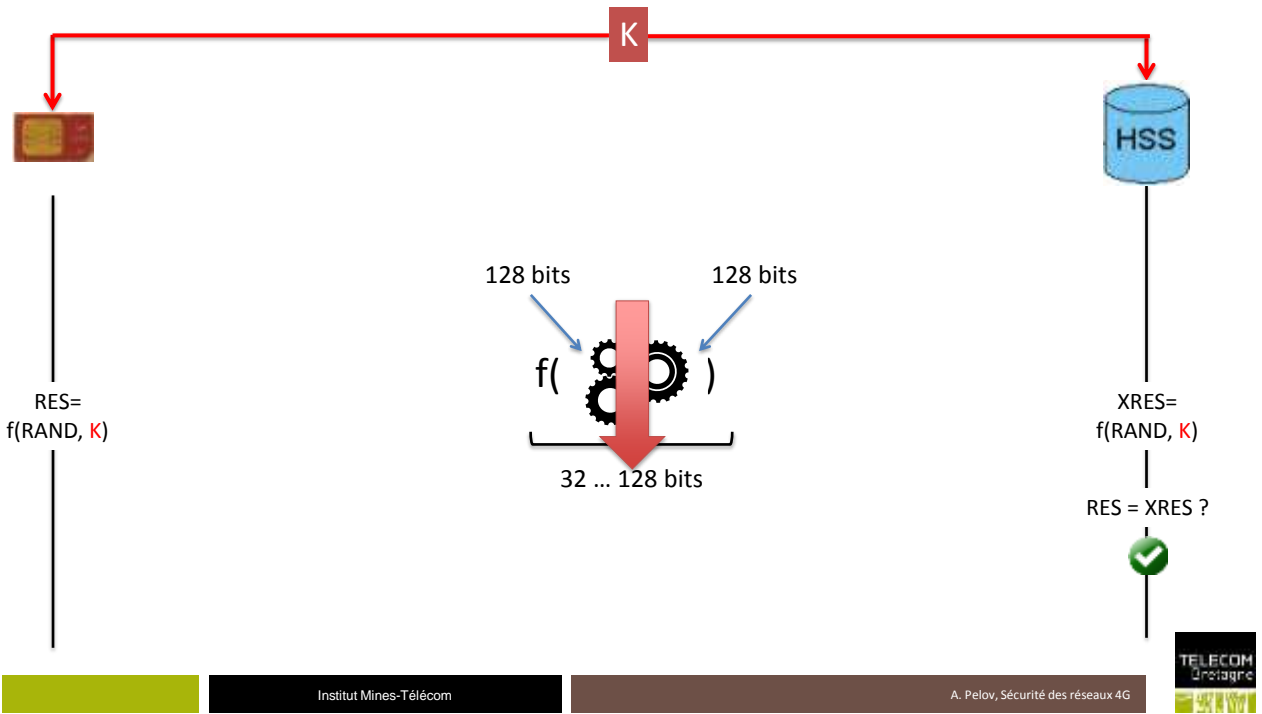 K
HSS
128 bits
128 bits
f(
)
RES=
f(RAND, K)
XRES=
f(RAND, K)
32 ... 128 bits
RES = XRES ?
Institut Mines-Télécom
A. Pelov, Sécurité des réseaux 4G
TELECOM
Bretagne